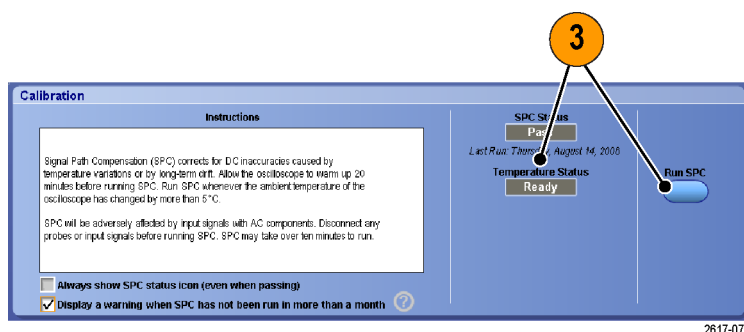 3
Calibration
Instructions
Signal Path Compensation (SPC) corrects for DC inaccuracies caused by
temperature variations or by long-term drift. Allow the oscilloscope to warm up 20
minutes before running SPC. Run SPC whenever the ambient temperature of the
oscilloscope has changed by more than 5°C.
SPC will be adversely affected by input signals with AC components. Disconnect any
probes or input signals before running SPC. SPC may take over ten minutes to run.
Always show SPC status icon (even when passing)
Display a warning when SPC has not been run in more than a month
?
SPC Status
Pass
Last Run: Thursday, August 14, 2008
Temperature Status
Ready
Run SPC
2617-07